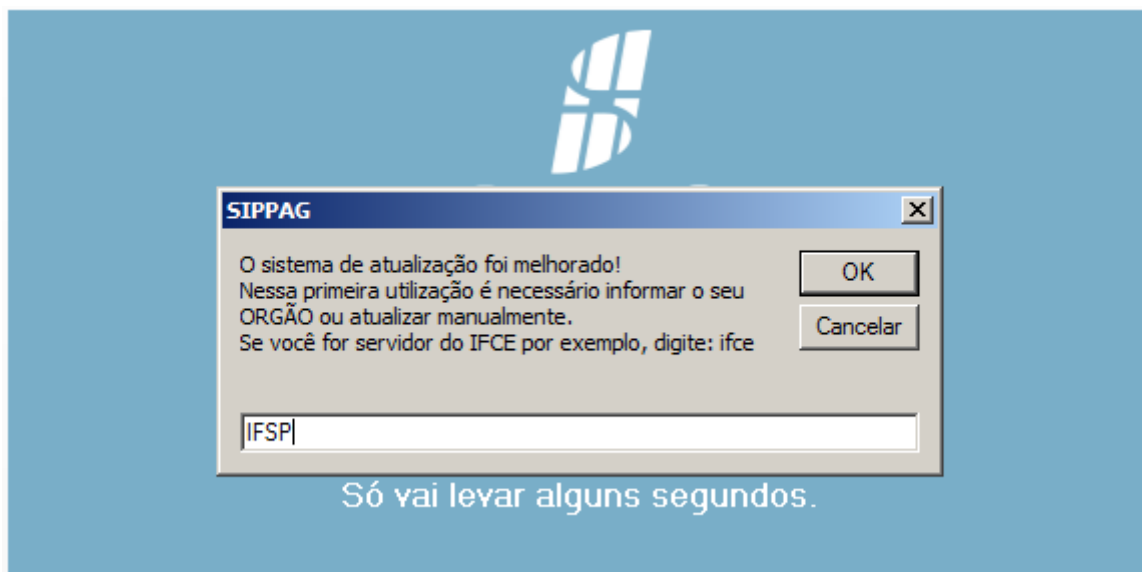 SIPPAG
O sistema de atualização foi melhorado!
Nessa primeira utilização é necessário informar o seu
ORGÃO ou atualizar manualmente.
Se você for servidor do IFCE por exemplo, digite: ifce
OK
Cancelar
IFSP
Só vai levar alguns segundos.